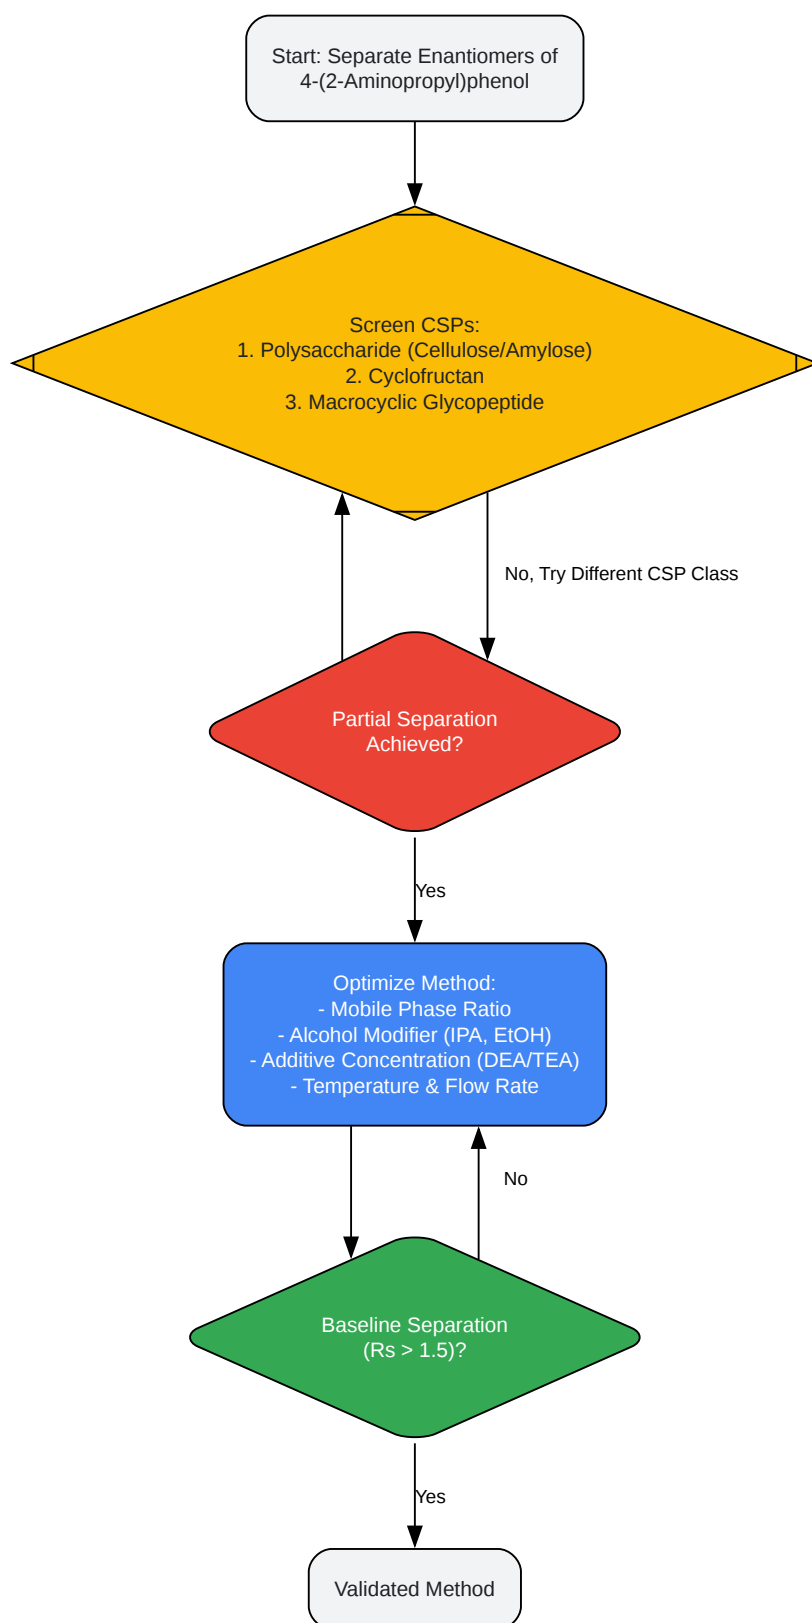 Start: Separate Enantiomers of
4-(2-Aminopropyl)phenol
Screen CSPs:
1. Polysaccharide (Cellulose/Amylose)
2. Cyclofructan
3. Macrocyclic Glycopeptide
No, Try Different CSP Class
Partial Separation
Achieved?
Yes
Optimize Method:
- Mobile Phase Ratio
- Alcohol Modifier (IPA, EtOH)
- Additive Concentration (DEA/TEA)
- Temperature & Flow Rate
No
Baseline Separation
(Rs > 1.5)?
Yes
Validated Method